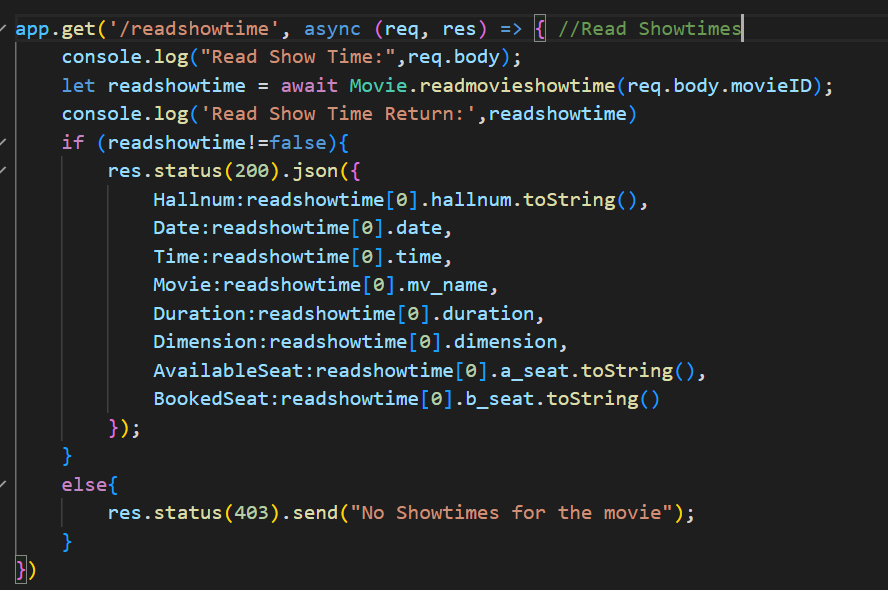 app.get('/readshowtime', async (req, res) => { //Read Showtimes
    console.log("Read Show Time:",req.body);
    let readshowtime = await Movie.readmovieshowtime(req.body.movieID);
    console.log('Read Show Time Return:',readshowtime)
    if (readshowtime!=false){
        res.status(200).json({
            Hallnum:readshowtime[0].hallnum.toString(),
            Date:readshowtime[0].date,
            Time:readshowtime[0].time,
            Movie:readshowtime[0].mv_name,
            Duration:readshowtime[0].duration,
            Dimension:readshowtime[0].dimension,
            AvailableSeat:readshowtime[0].a_seat.toString(),
            BookedSeat:readshowtime[0].b_seat.toString()
        });
    }
    else{
        res.status(403).send("No Showtimes for the movie");
    }
})